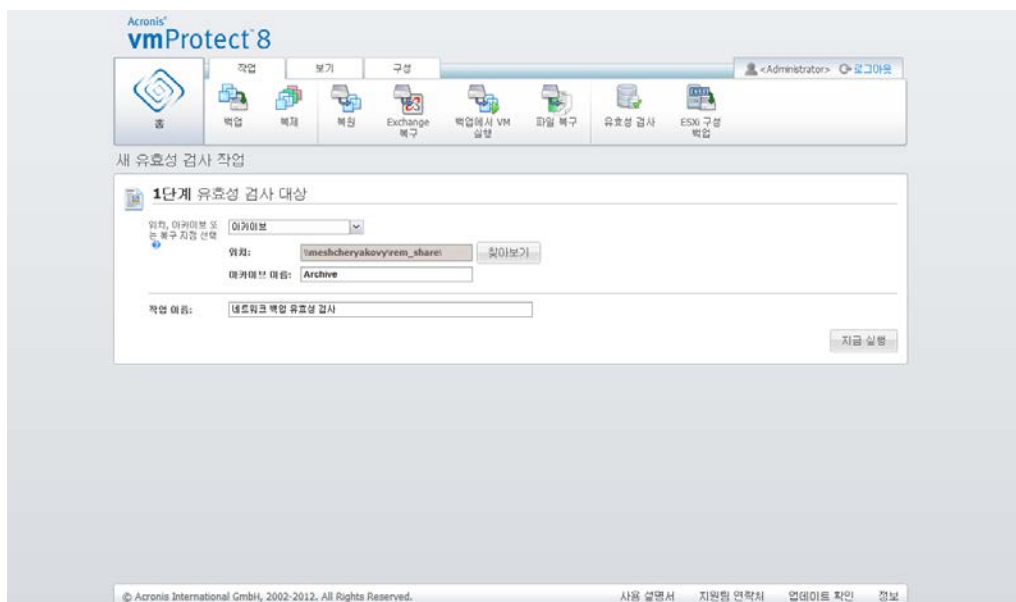 Acronis®
vmProtect™8
작업 보기 구성
<Administrator> 로그아웃
홈
백업
복제
복원
Exchange 복구
백업에서 VM 실행
파일 복구
유효성 검사
ESXi 구성 백업
새 유효성 검사 작업
1단계 유효성 검사 대상
위치, 아카이브 또
는 복구 지점 선택
아카이브
위치: \\meshcheryakovy\rem_share\ 찾아보기
아카이브 이름: Archive
작업 이름: 네트워크 백업 유효성 검사
지금 실행
© Acronis International GmbH, 2002-2012. All Rights Reserved. 사용 설명서 지원팀 연락처 업데이트 확인 정보